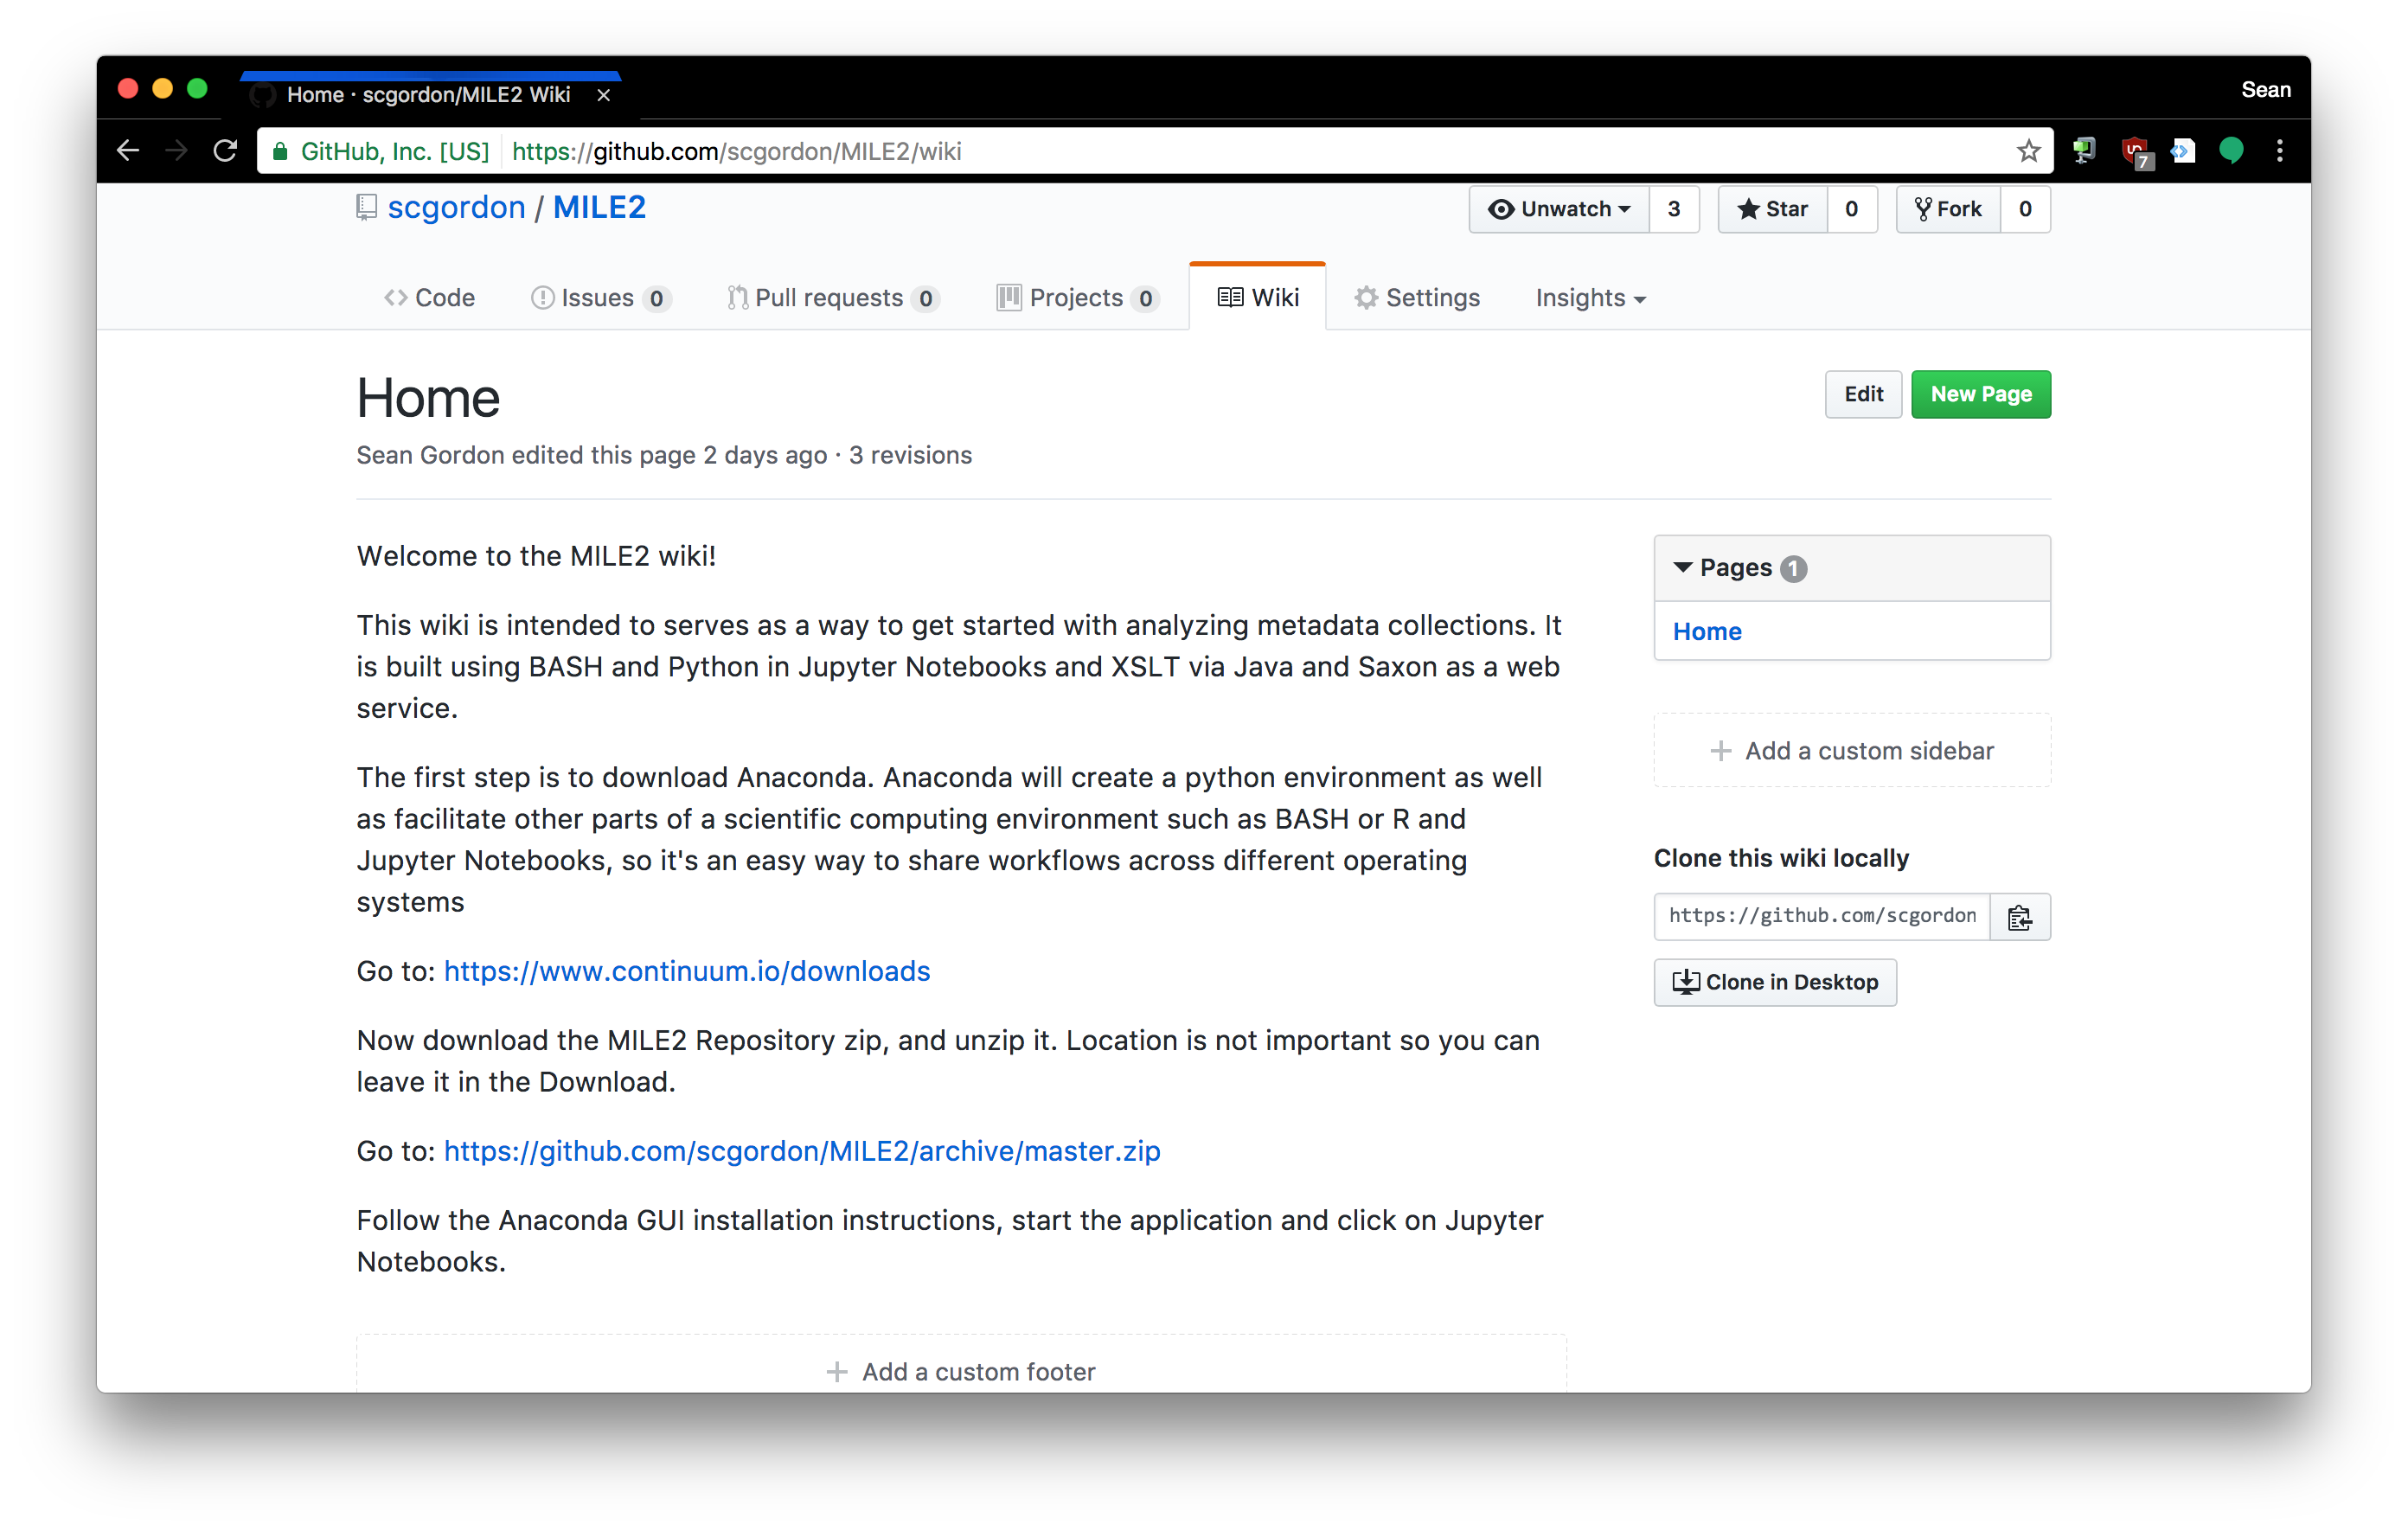 Home · scgordon/MILE2 Wiki ×
Sean
GitHub, Inc. [US] https://github.com/scgordon/MILE2/wiki
7
scgordon / MILE2
Unwatch 3
Star 0
Fork 0
Code
Issues 0
Pull requests 0
Projects 0
Wiki
Settings
Insights
Home
Edit
New Page
Sean Gordon edited this page 2 days ago · 3 revisions
Welcome to the MILE2 wiki!
This wiki is intended to serves as a way to get started with analyzing metadata collections. It
is built using BASH and Python in Jupyter Notebooks and XSLT via Java and Saxon as a web
service.
The first step is to download Anaconda. Anaconda will create a python environment as well
as facilitate other parts of a scientific computing environment such as BASH or R and
Jupyter Notebooks, so it's an easy way to share workflows across different operating
systems
Go to: https://www.continuum.io/downloads
Now download the MILE2 Repository zip, and unzip it. Location is not important so you can
leave it in the Download.
Go to: https://github.com/scgordon/MILE2/archive/master.zip
Follow the Anaconda GUI installation instructions, start the application and click on Jupyter
Notebooks.
Add a custom footer
Pages 1
Home
Add a custom sidebar
Clone this wiki locally
https://github.com/scgordon
Clone in Desktop